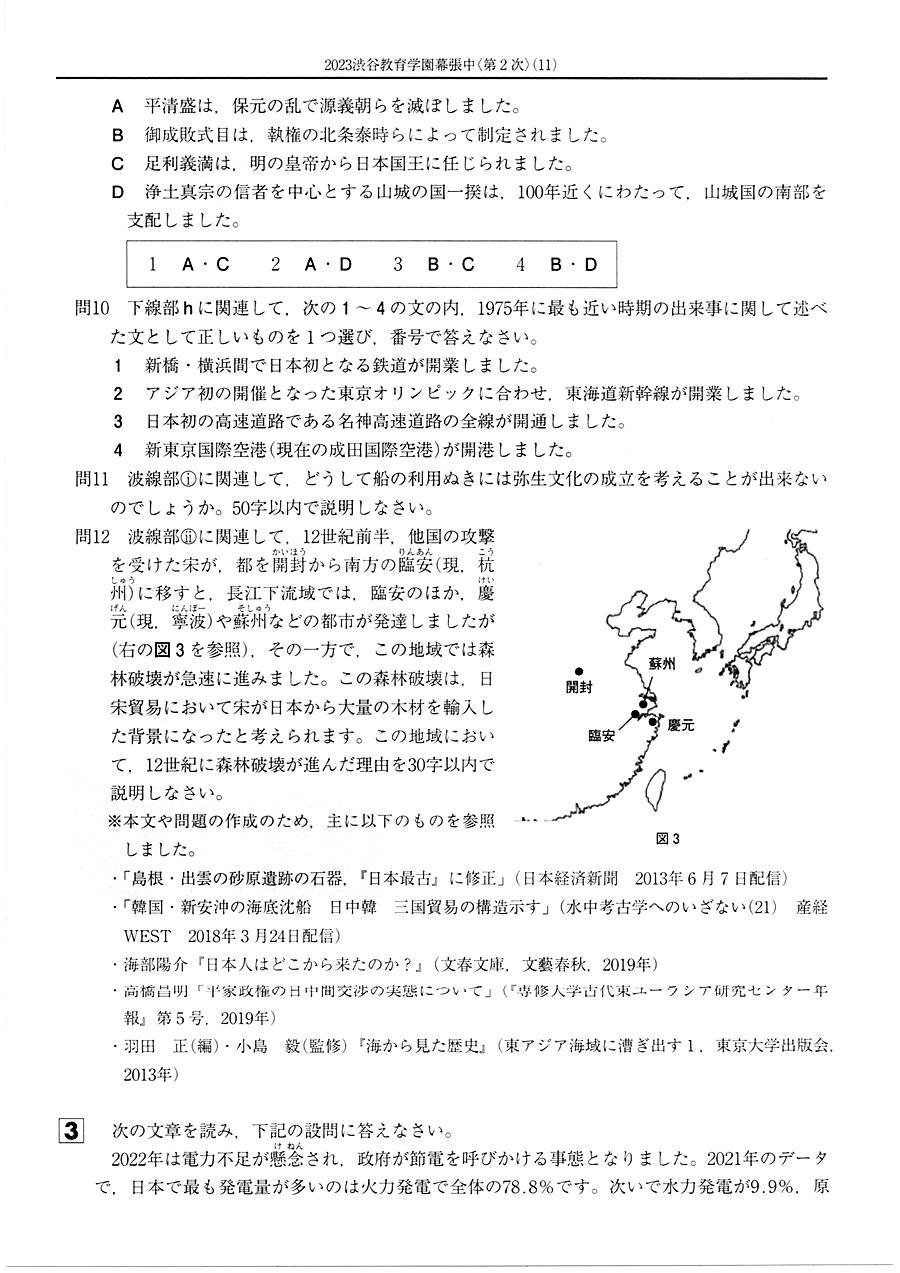 2023渋谷教育学園幕張中〈第2次〉(11)
A 平清盛は，保元の乱で源義朝らを滅ぼしました。
B 御成敗式目は，執権の北条泰時らによって制定されました。
C 足利義満は，明の皇帝から日本国王に任じられました。
D 浄土真宗の信者を中心とする山城の国一揆は，100年近くにわたって，山城国の南部を
支配しました。
1 A・C 2 A・D 3 B・C 4 B・D
問10 下線部hに関連して，次の1～4の文の内，1975年に最も近い時期の出来事に関して述べ
た文として正しいものを1つ選び，番号で答えなさい。
1 新橋・横浜間で日本初となる鉄道が開業しました。
2 アジア初の開催となった東京オリンピックに合わせ，東海道新幹線が開業しました。
3 日本初の高速道路である名神高速道路の全線が開通しました。
4 新東京国際空港(現在の成田国際空港)が開港しました。
問11 波線部ⓘに関連して，どうして船の利用ぬきには弥生文化の成立を考えることが出来ない
のでしょうか。50字以内で説明しなさい。
問12 波線部ⓘⓘに関連して，12世紀前半，他国の攻撃
かいほう りんあん こう
を受けた宋が，都を開封から南方の臨安(現，杭
しゅう けい
州)に移すと，長江下流域では，臨安のほか，慶
げん にんぽー そしゅう
元(現，寧波)や蘇州などの都市が発達しましたが
(右の図3を参照)，その一方で，この地域では森
林破壊が急速に進みました。この森林破壊は，日
宋貿易において宋が日本から大量の木材を輸入し
た背景になったと考えられます。この地域におい
て，12世紀に森林破壊が進んだ理由を30字以内で
説明しなさい。
蘇州
開封
慶元
臨安
図3
※本文や問題の作成のため，主に以下のものを参照
しました。
・「島根・出雲の砂原遺跡の石器，『日本最古』に修正」(日本経済新聞 2013年6月7日配信)
・「韓国・新安沖の海底沈船 日中韓 三国貿易の構造示す」(水中考古学へのいざない(21) 産経
WEST 2018年3月24日配信)
・海部陽介『日本人はどこから来たのか？』(文春文庫，文藝春秋，2019年)
・高橋昌明「平家政権の日中間交渉の実態について」(『専修大学古代東ユーラシア研究センター年
報』第5号，2019年)
・羽田 正(編)・小島 毅(監修)『海から見た歴史』(東アジア海域に漕ぎ出す1，東京大学出版会，
2013年)
3 次の文章を読み，下記の設問に答えなさい。
けねん
2022年は電力不足が懸念され，政府が節電を呼びかける事態となりました。2021年のデータ
で，日本で最も発電量が多いのは火力発電で全体の78.8%です。次いで水力発電が9.9%，原